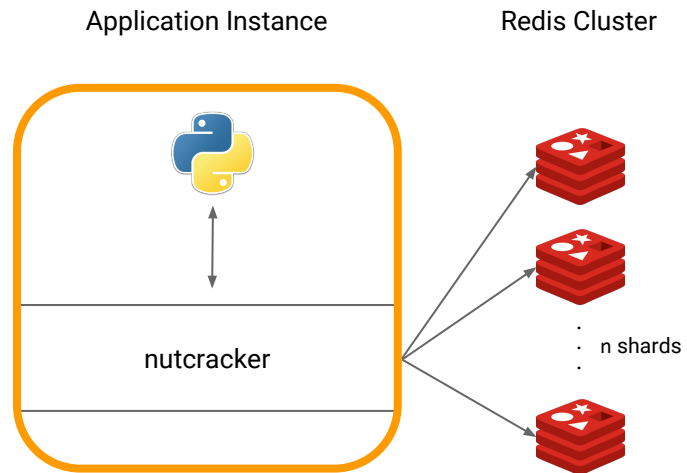 Application Instance
Redis Cluster
nutcracker
n shards